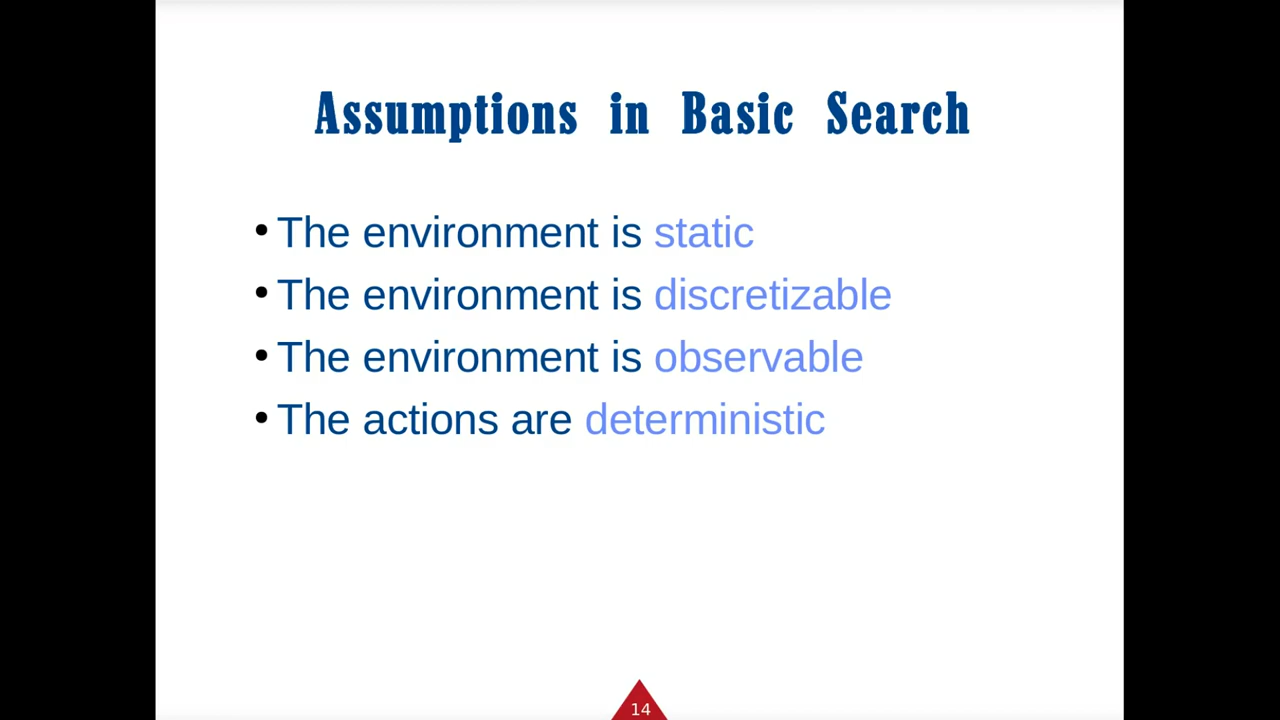 Assumptions in Basic Search
• The environment is static
• The environment is discretizable
• The environment is observable
• The actions are deterministic
14